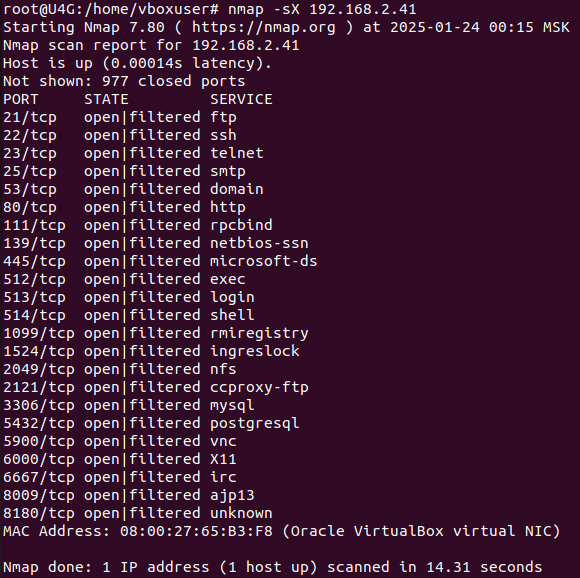 root@U4G:/home/vboxuser# nmap -sX 192.168.2.41
Starting Nmap 7.80 ( https://nmap.org ) at 2025-01-24 00:15 MSK
Nmap scan report for 192.168.2.41
Host is up (0.00014s latency).
Not shown: 977 closed ports
PORT     STATE         SERVICE
21/tcp   open|filtered ftp
22/tcp   open|filtered ssh
23/tcp   open|filtered telnet
25/tcp   open|filtered smtp
53/tcp   open|filtered domain
80/tcp   open|filtered http
111/tcp  open|filtered rpcbind
139/tcp  open|filtered netbios-ssn
445/tcp  open|filtered microsoft-ds
512/tcp  open|filtered exec
513/tcp  open|filtered login
514/tcp  open|filtered shell
1099/tcp open|filtered rmiregistry
1524/tcp open|filtered ingreslock
2049/tcp open|filtered nfs
2121/tcp open|filtered ccproxy-ftp
3306/tcp open|filtered mysql
5432/tcp open|filtered postgresql
5900/tcp open|filtered vnc
6000/tcp open|filtered X11
6667/tcp open|filtered irc
8009/tcp open|filtered ajp13
8180/tcp open|filtered unknown
MAC Address: 08:00:27:65:B3:F8 (Oracle VirtualBox virtual NIC)
Nmap done: 1 IP address (1 host up) scanned in 14.31 seconds